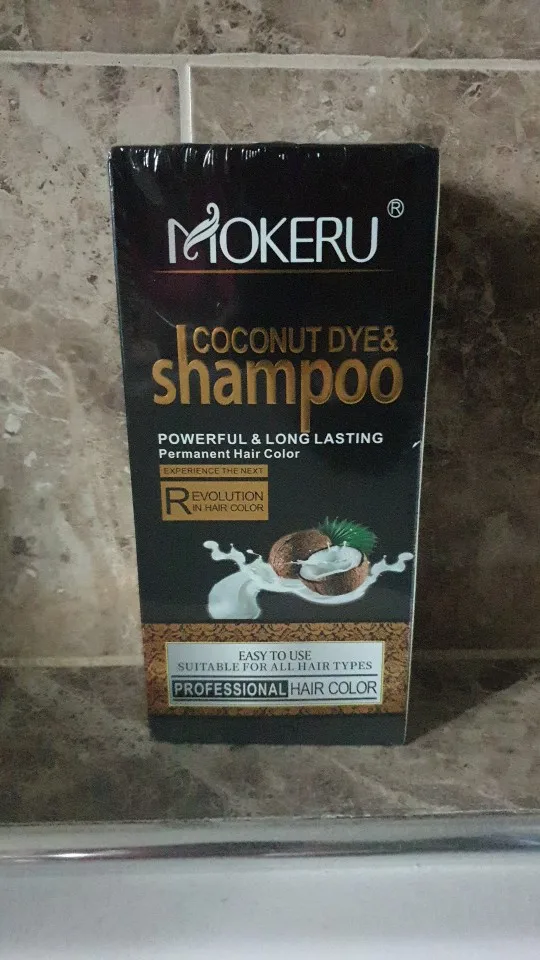 MOKERU®
COCONUT DYE&
shampoo
POWERFUL & LONG LASTING
Permanent Hair Color
EXPERIENCE THE NEXT
REVOLUTION
IN HAIR COLOR
EASY TO USE
SUITABLE FOR ALL HAIR TYPES
PROFESSIONAL HAIR COLOR